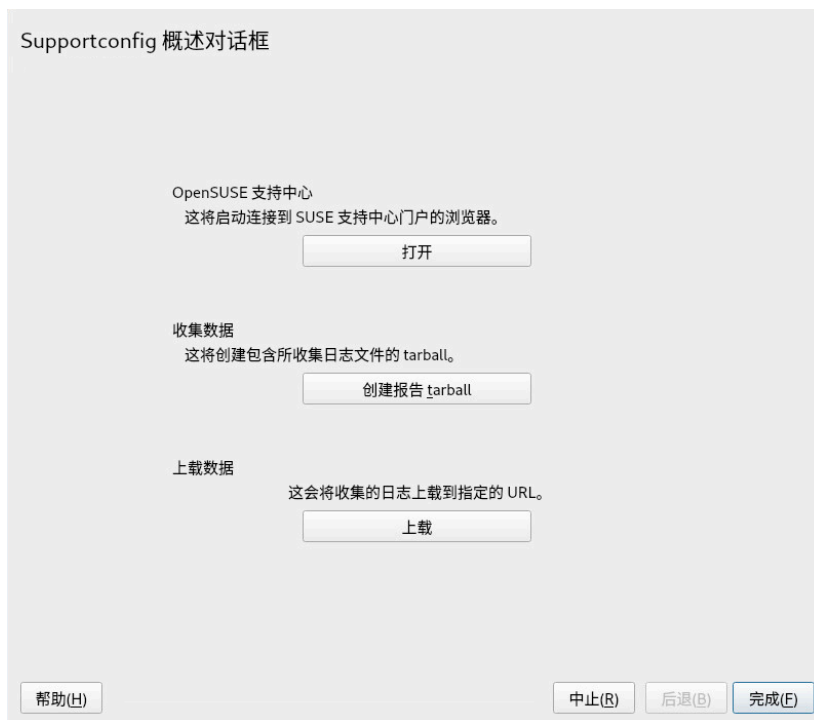 Supportconfig 概述对话框
OpenSUSE 支持中心
这将启动连接到 SUSE 支持中心门户的浏览器。
打开
收集数据
这将创建包含所收集日志文件的 tarball。
创建报告 tarball
上载数据
这会将收集的日志上载到指定的 URL。
上载
帮助(H) 中止(R) 后退(B) 完成(F)